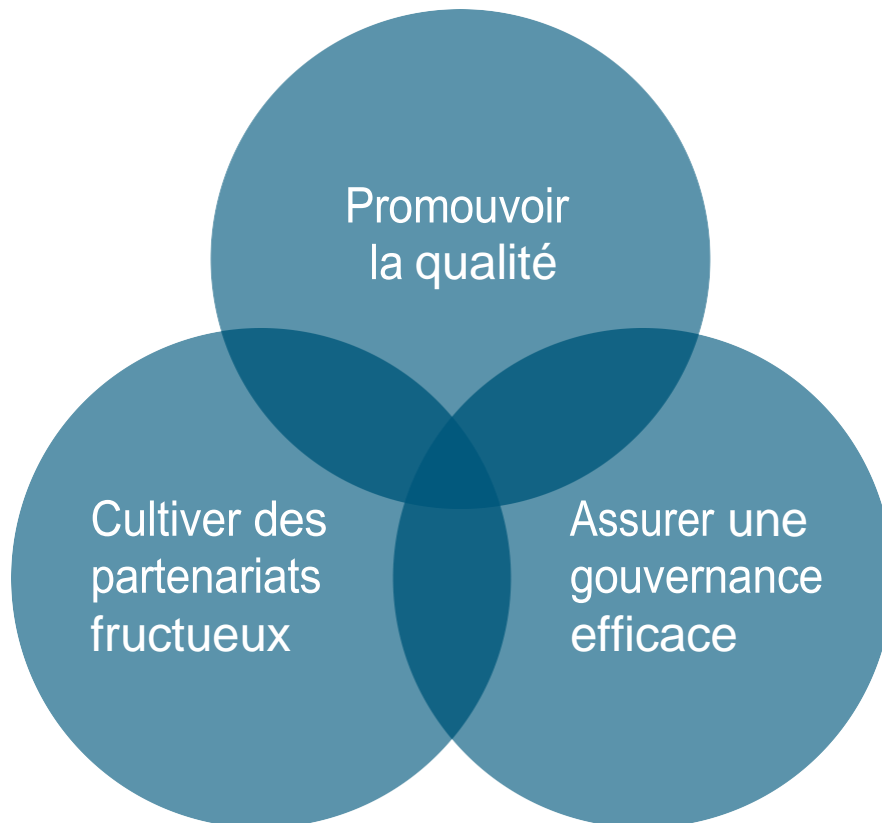 Promouvoir
la qualité
Cultiver des
partenariats
fructueux
Assurer une
gouvernance
efficace